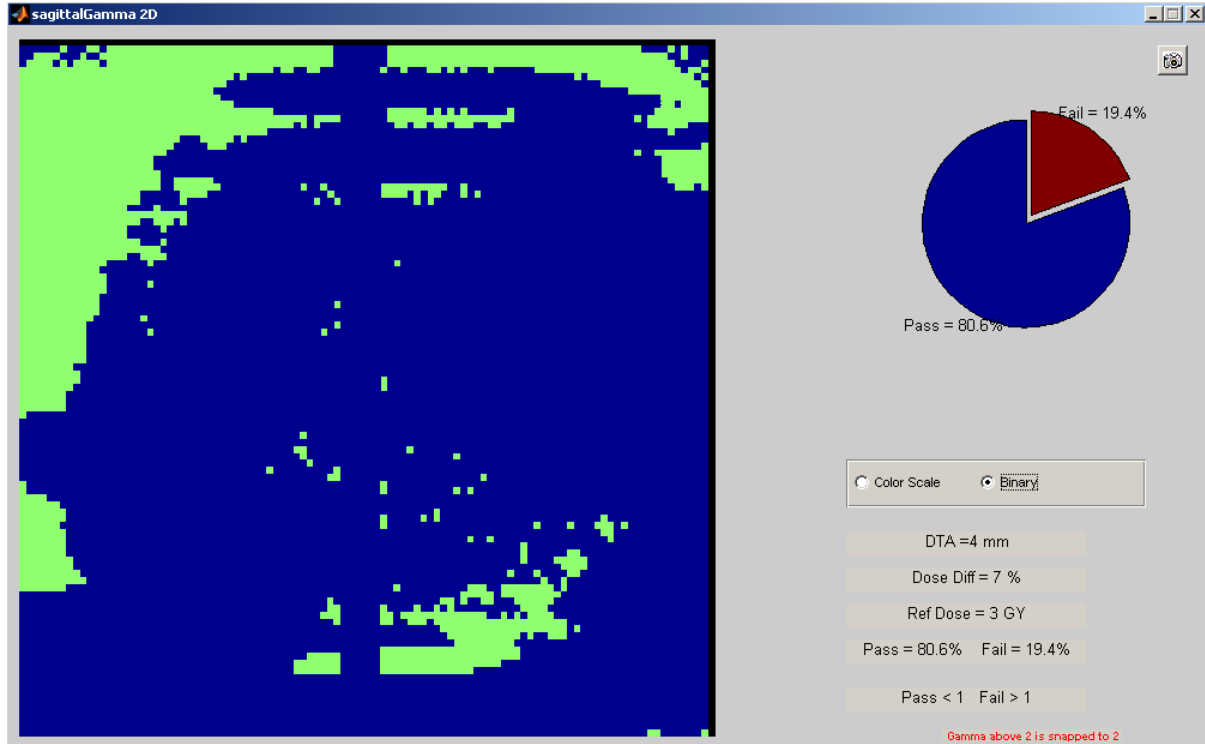 sagittalGamma 2D
Fail = 19.4%
Pass = 80.6%
Color Scale Binary
DTA =4 mm
Dose Diff = 7 %
Ref Dose = 3 GY
Pass = 80.6% Fail = 19.4%
Pass < 1 Fail > 1
Gamma above 2 is snapped to 2